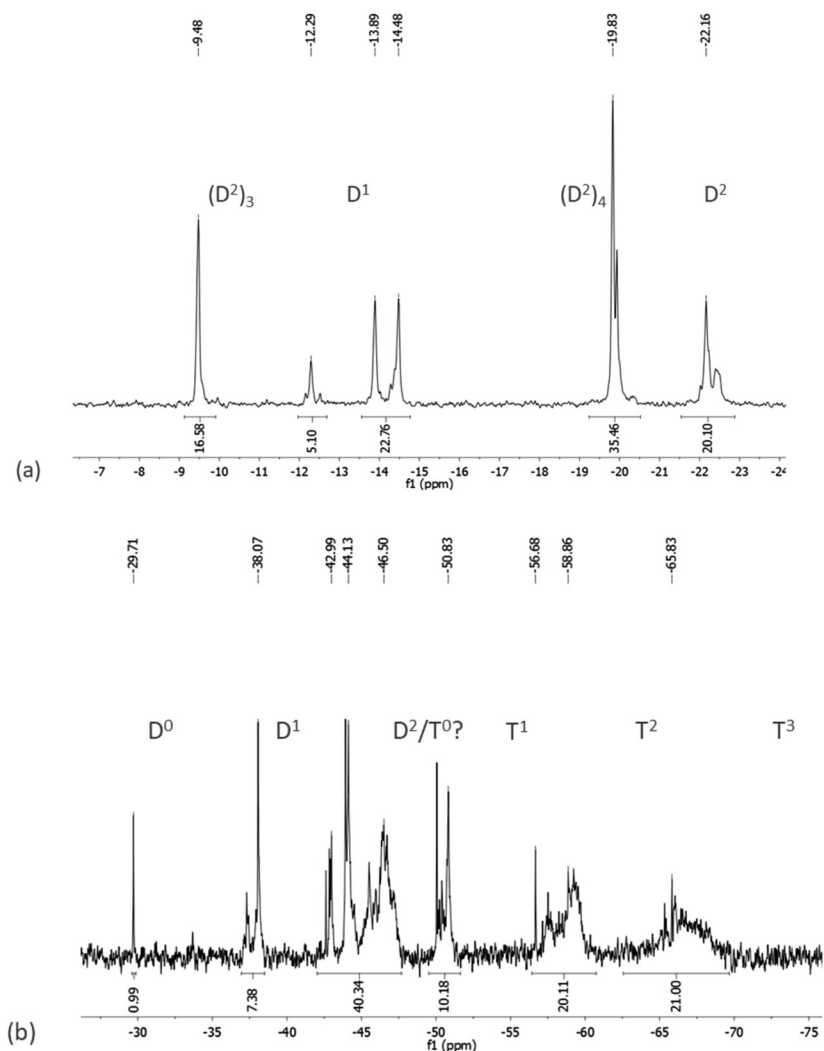 -9.48 -12.29 -13.89 -14.48 -19.83 -22.16
(D²)₃ D¹ (D²)₄ D²
16.58 5.10 22.76 35.46 20.10
-7 -8 -9 -10 -11 -12 -13 -14 -15 -16 -17 -18 -19 -20 -21 -22 -23 -24
f1 (ppm)
(a)
-29.71 -38.07 -42.99 -44.13 -46.50 -50.83 -56.68 -58.86 -65.83
D⁰ D¹ D²/T⁰? T¹ T² T³
0.99 7.38 40.34 10.18 20.11 21.00
-30 -35 -40 -45 -50 -55 -60 -65 -70 -75
f1 (ppm)
(b)